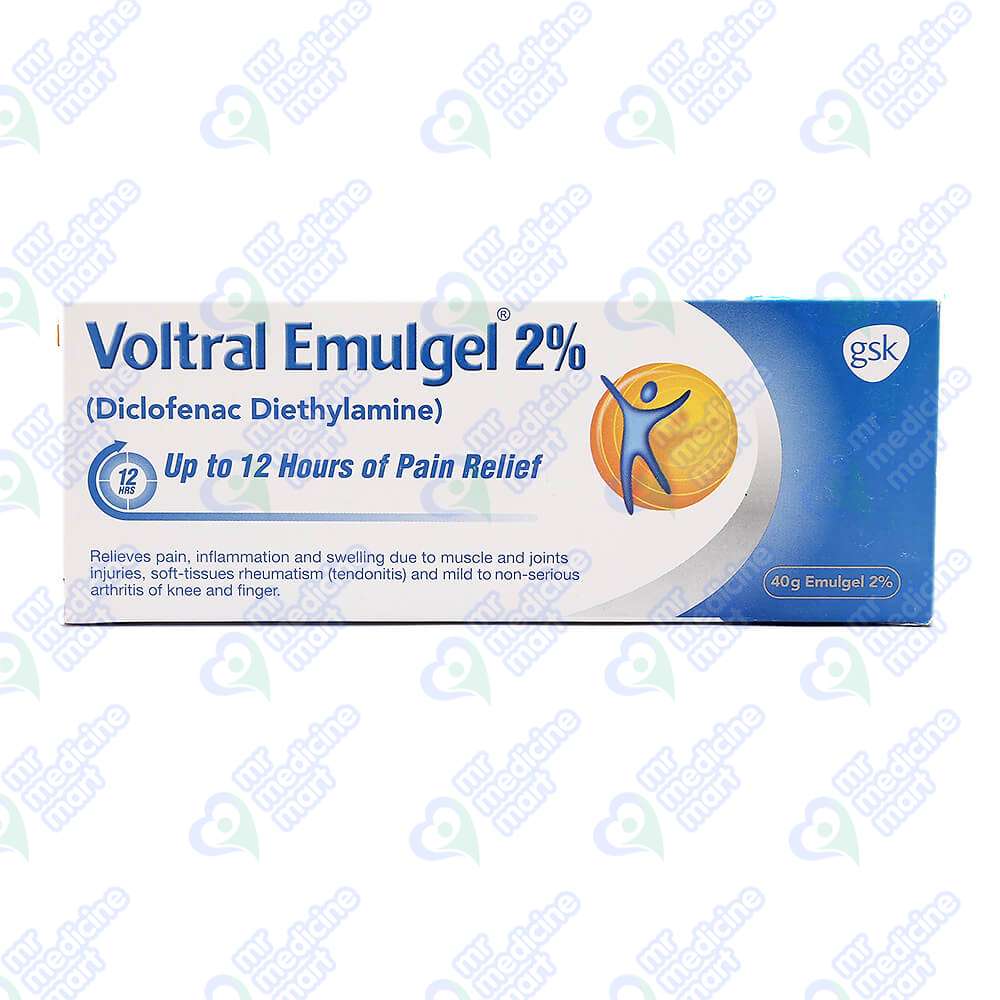 Voltral Emulgel® 2%
(Diclofenac Diethylamine)
12
HRS
Up to 12 Hours of Pain Relief
Relieves pain, inflammation and swelling due to muscle and joints
injuries, soft-tissues rheumatism (tendonitis) and mild to non-serious
arthritis of knee and finger.
gsk
40g Emulgel 2%
mr
medicine
mart